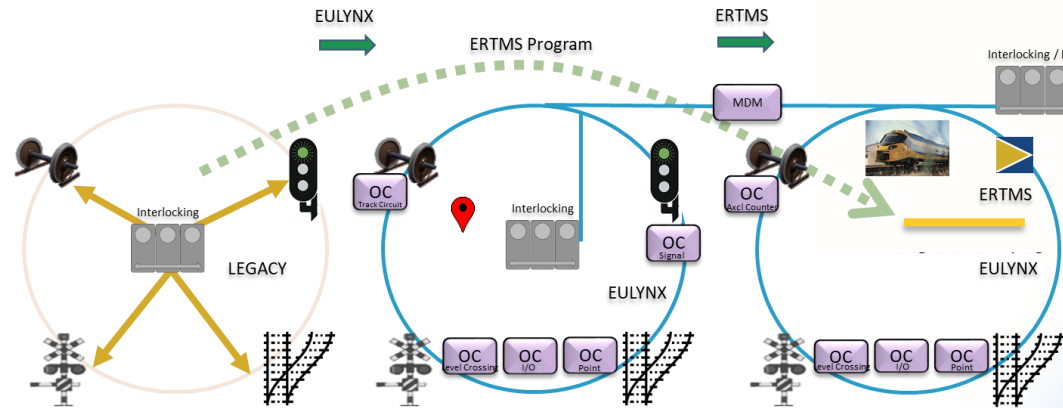 EULYNX
ERTMS
ERTMS Program
Interlocking / 
MDM
OC
Track Circuit
OC
Axcl Counter
Interlocking
Interlocking
ERTMS
OC
Signal
LEGACY
EULYNX
EULYNX
OC
Level Crossing
OC
I/O
OC
Point
OC
Level Crossing
OC
I/O
OC
Point